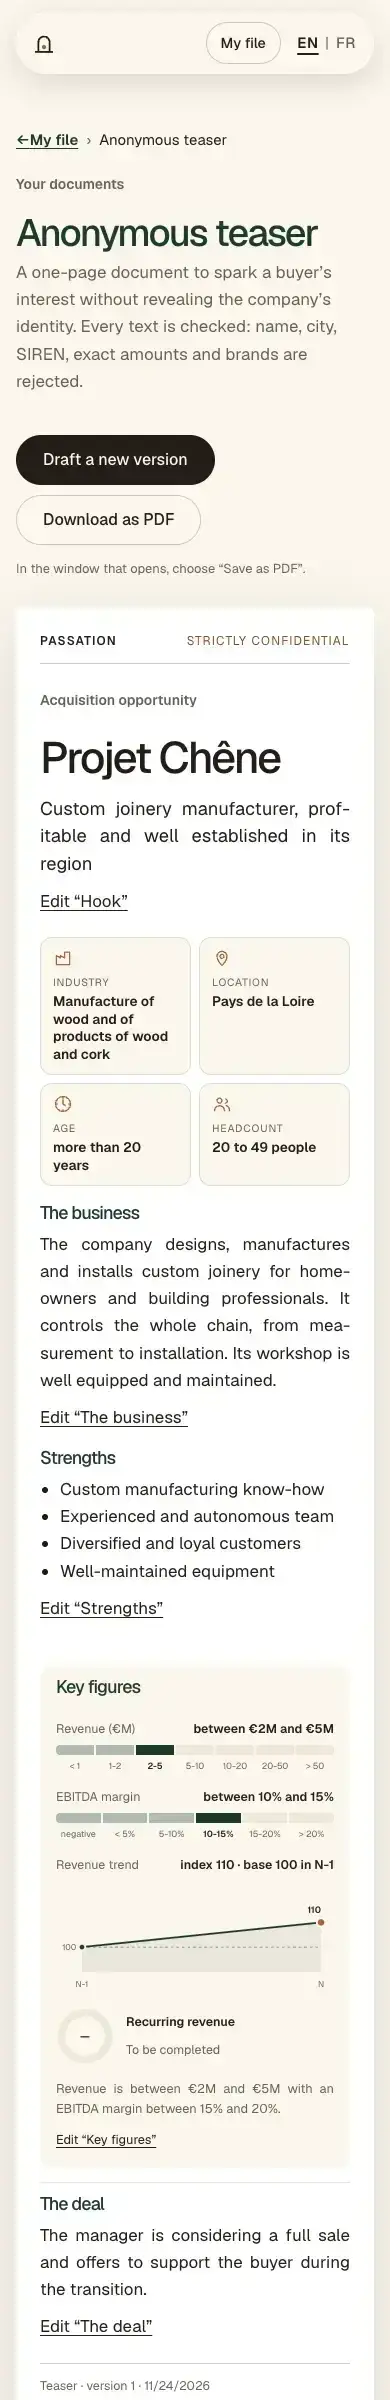 My file EN | FR
←My file › Anonymous teaser
Your documents
Anonymous teaser
A one-page document to spark a buyer’s
interest without revealing the company’s
identity. Every text is checked: name, city,
SIREN, exact amounts and brands are
rejected.
Draft a new version
Download as PDF
In the window that opens, choose “Save as PDF”.
PASSATION STRICTLY CONFIDENTIAL
Acquisition opportunity
Projet Chêne
Custom joinery manufacturer, prof-
itable and well established in its
region
Edit “Hook”
INDUSTRY
Manufacture of
wood and of
products of wood
and cork
LOCATION
Pays de la Loire
AGE
more than 20
years
HEADCOUNT
20 to 49 people
The business
The company designs, manufactures
and installs custom joinery for home-
owners and building professionals. It
controls the whole chain, from mea-
surement to installation. Its workshop is
well equipped and maintained.
Edit “The business”
Strengths
• Custom manufacturing know-how
• Experienced and autonomous team
• Diversified and loyal customers
• Well-maintained equipment
Edit “Strengths”
Key figures
Revenue (€M) between €2M and €5M
< 1 1-2 2-5 5-10 10-20 20-50 > 50
EBITDA margin between 10% and 15%
negative < 5% 5-10% 10-15% 15-20% > 20%
Revenue trend index 110 · base 100 in N-1
110
100
N-1 N
–
Recurring revenue
To be completed
Revenue is between €2M and €5M with an
EBITDA margin between 15% and 20%.
Edit “Key figures”
The deal
The manager is considering a full sale
and offers to support the buyer during
the transition.
Edit “The deal”
Teaser · version 1 · 11/24/2026